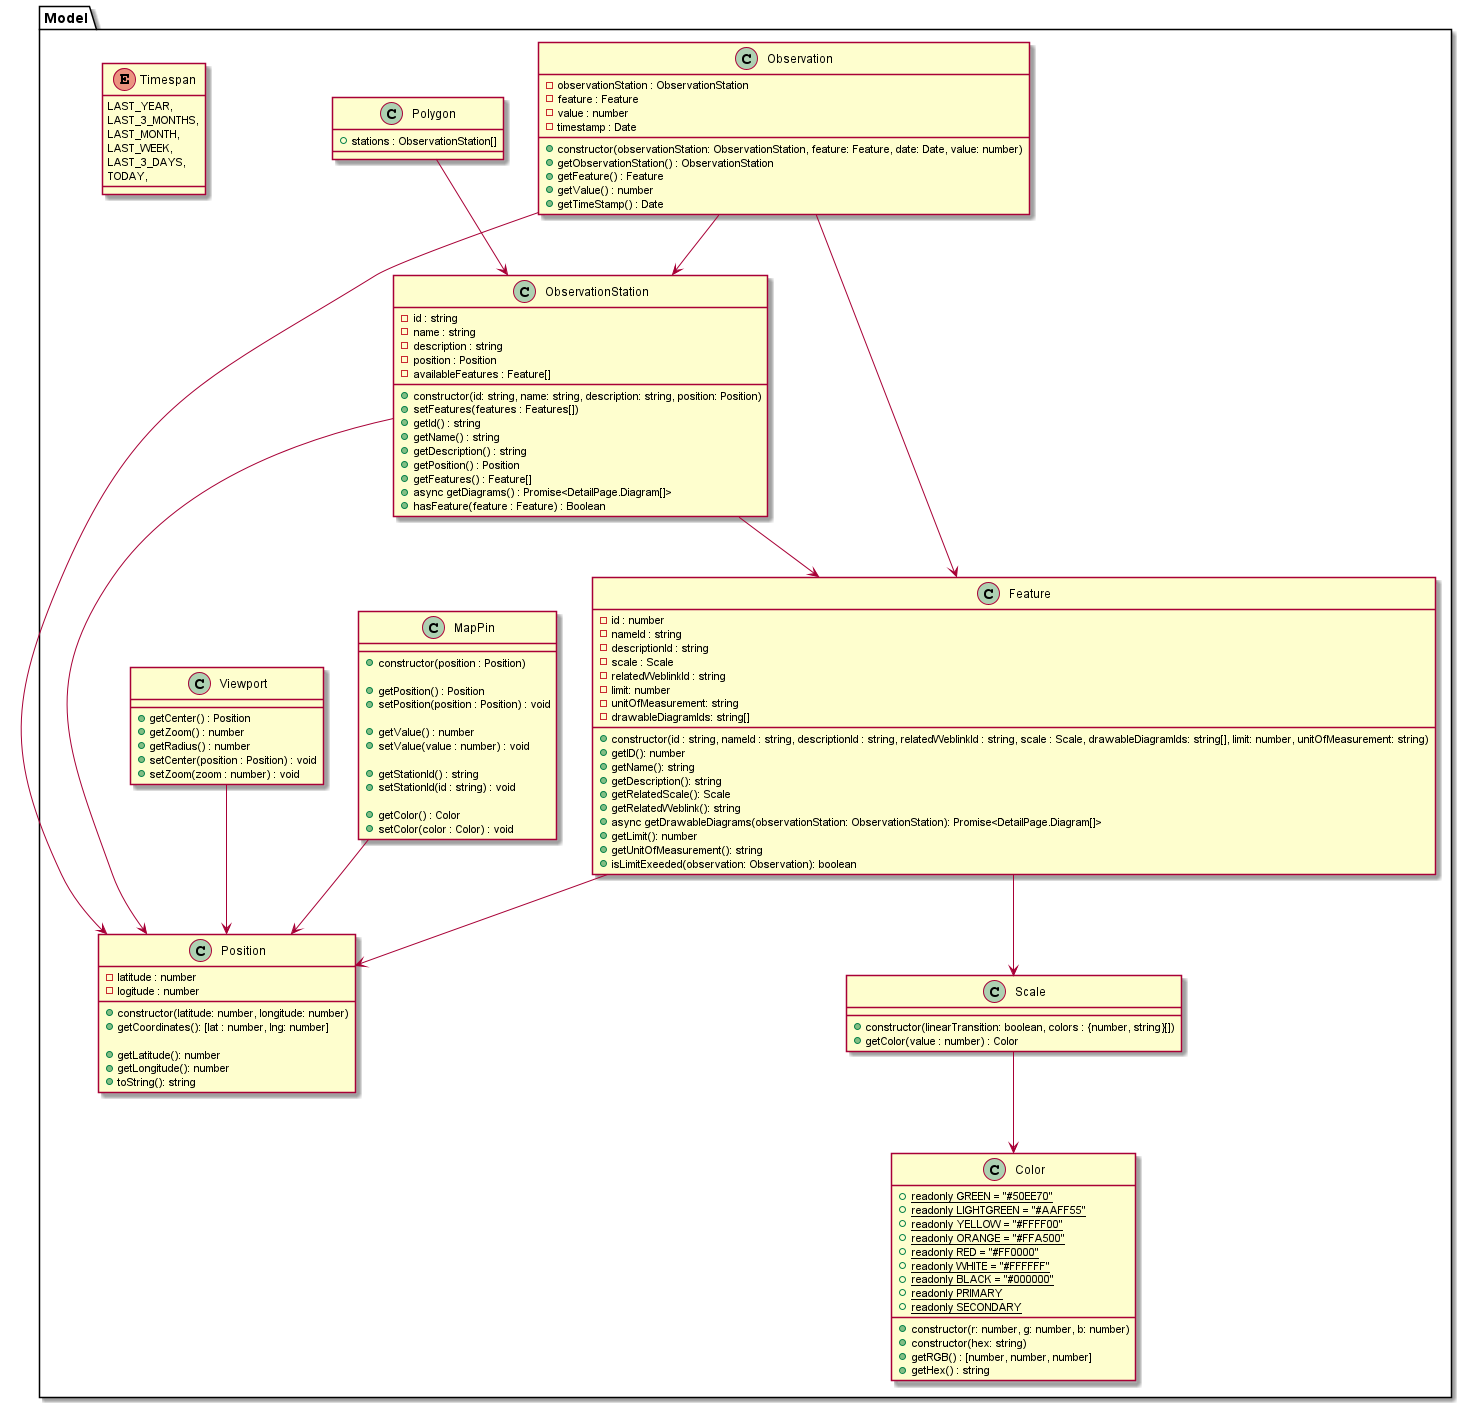 Model
E Timespan
LAST_YEAR,
LAST_3_MONTHS,
LAST_MONTH,
LAST_WEEK,
LAST_3_DAYS,
TODAY,
C Polygon
stations : ObservationStation[]
C Observation
observationStation : ObservationStation
feature : Feature
value : number
timestamp : Date
constructor(observationStation: ObservationStation, feature: Feature, date: Date, value: number)
getObservationStation() : ObservationStation
getFeature() : Feature
getValue() : number
getTimeStamp() : Date
C ObservationStation
id : string
name : string
description : string
position : Position
availableFeatures : Feature[]
constructor(id: string, name: string, description: string, position: Position)
setFeatures(features : Features[])
getId() : string
getName() : string
getDescription() : string
getPosition() : Position
getFeatures() : Feature[]
async getDiagrams() : Promise<DetailPage.Diagram[]>
hasFeature(feature : Feature) : Boolean
C Viewport
getCenter() : Position
getZoom() : number
getRadius() : number
setCenter(position : Position) : void
setZoom(zoom : number) : void
C MapPin
constructor(position : Position)
getPosition() : Position
setPosition(position : Position) : void
getValue() : number
setValue(value : number) : void
getStationId() : string
setStationId(id : string) : void
getColor() : Color
setColor(color : Color) : void
C Feature
id : number
nameId : string
descriptionId : string
scale : Scale
relatedWeblinkId : string
limit: number
unitOfMeasurement: string
drawableDiagramIds: string[]
constructor(id : string, nameId : string, descriptionId : string, relatedWeblinkId : string, scale : Scale, drawableDiagramIds: string[], limit: number, unitOfMeasurement: string)
getID(): number
getName(): string
getDescription(): string
getRelatedScale(): Scale
getRelatedWeblink(): string
async getDrawableDiagrams(observationStation: ObservationStation): Promise<DetailPage.Diagram[]>
getLimit(): number
getUnitOfMeasurement(): string
isLimitExeeded(observation: Observation): boolean
C Position
latitude : number
logitude : number
constructor(latitude: number, longitude: number)
getCoordinates(): [lat : number, lng: number]
getLatitude(): number
getLongitude(): number
toString(): string
C Scale
constructor(linearTransition: boolean, colors : {number, string}[])
getColor(value : number) : Color
C Color
readonly GREEN = "#50EE70"
readonly LIGHTGREEN = "#AAFF55"
readonly YELLOW = "#FFFF00"
readonly ORANGE = "#FFA500"
readonly RED = "#FF0000"
readonly WHITE = "#FFFFFF"
readonly BLACK = "#000000"
readonly PRIMARY
readonly SECONDARY
constructor(r: number, g: number, b: number)
constructor(hex: string)
getRGB() : [number, number, number]
getHex() : string